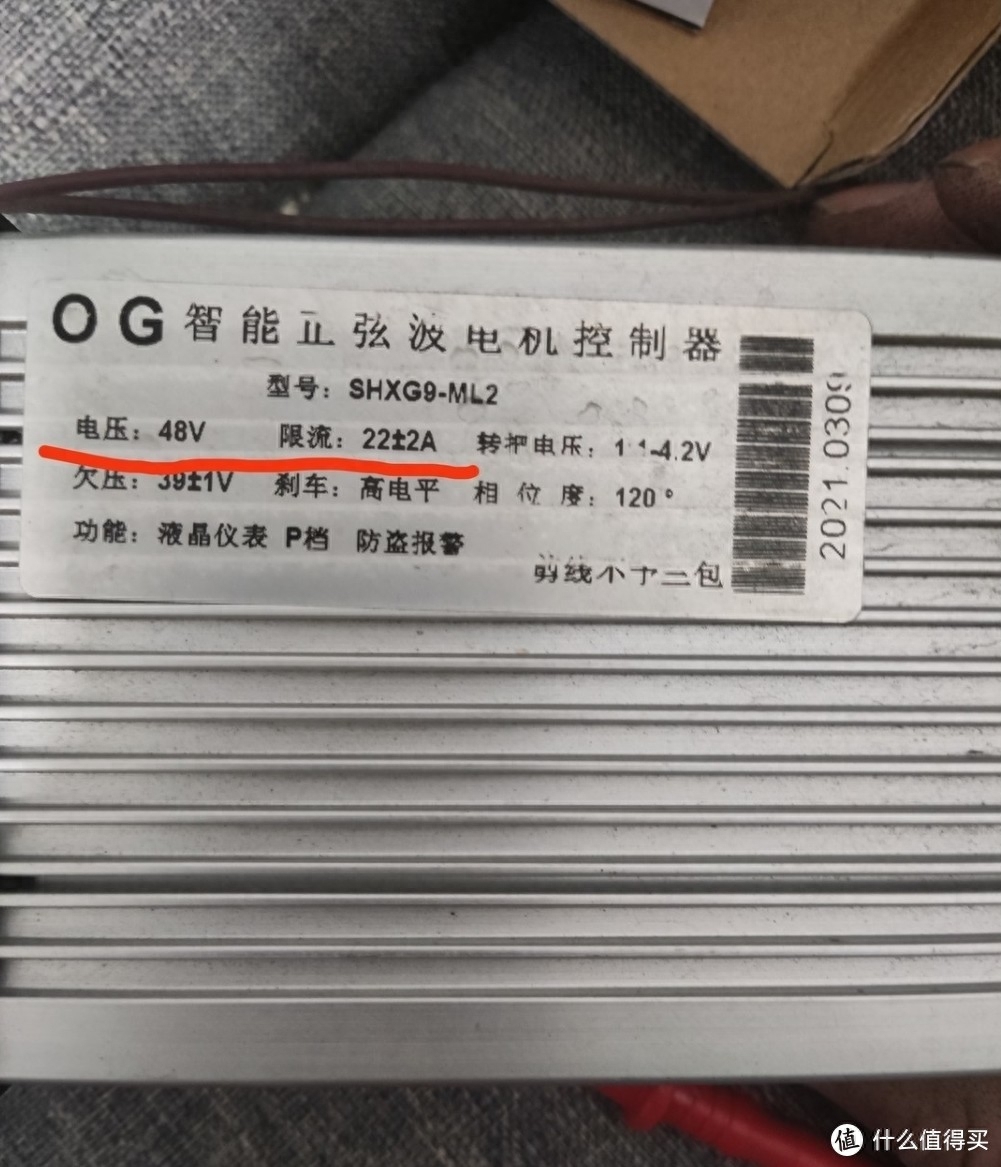 OG智能正弦波电机控制器
型号：SHXG9-ML2
电压：48V 限流：22±2A 转把电压：1.1-4.2V
欠压：39±1V 刹车：高电平 相位度：120°
功能：液晶仪表 P档 防盗报警
剪线不予三包
2021.0309
值 什么值得买